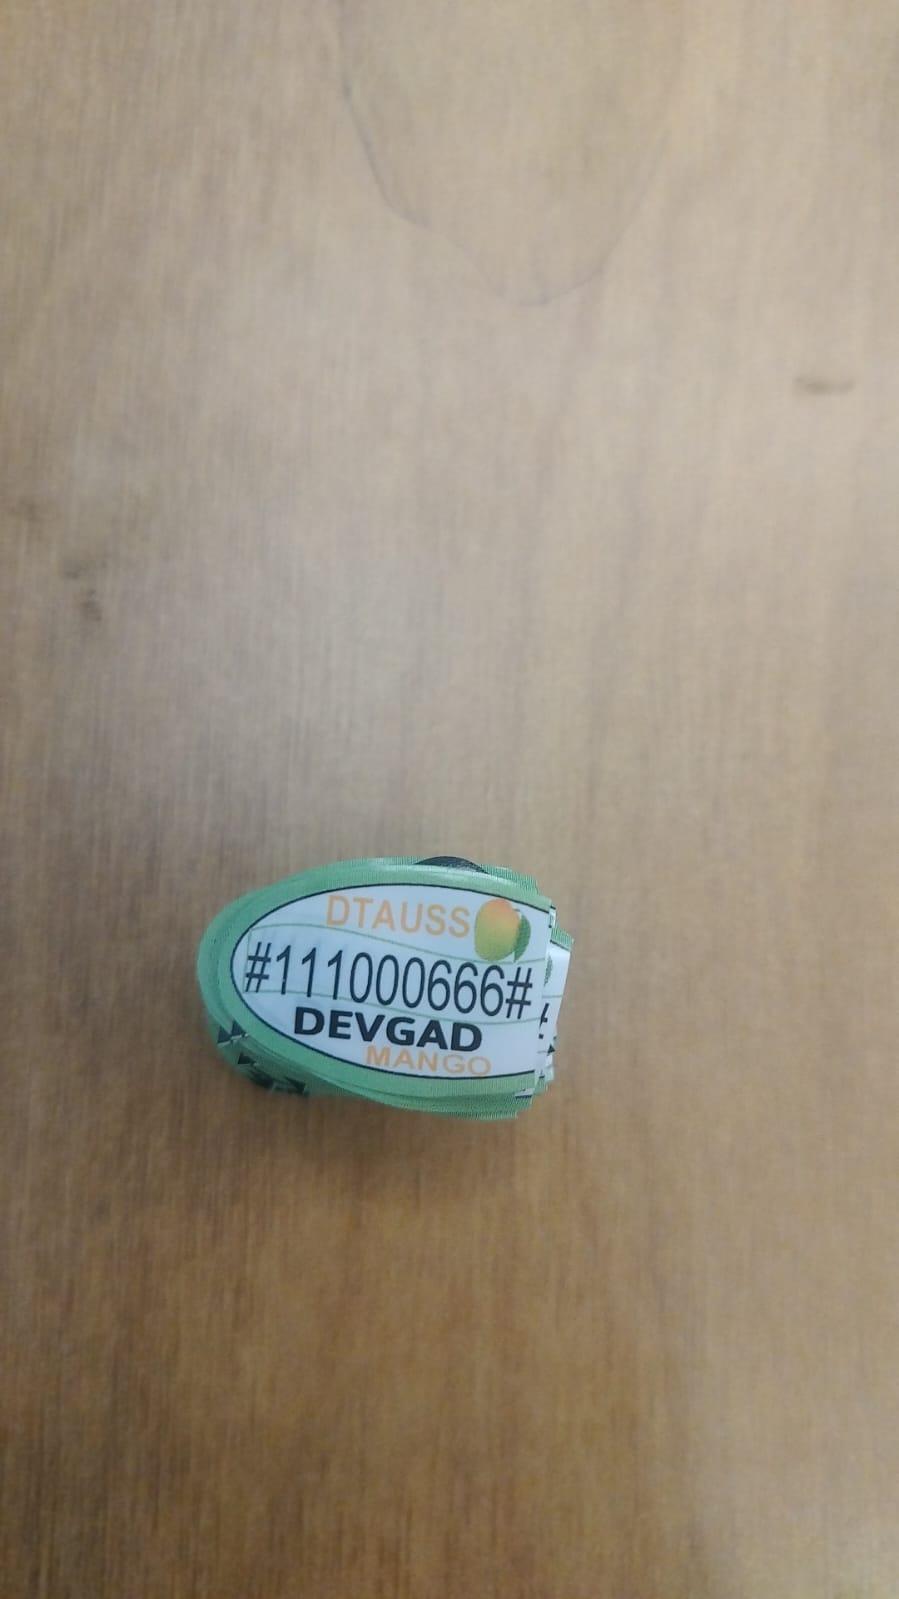 DTAUSS
#111000666#
DEVGAD
MANGO